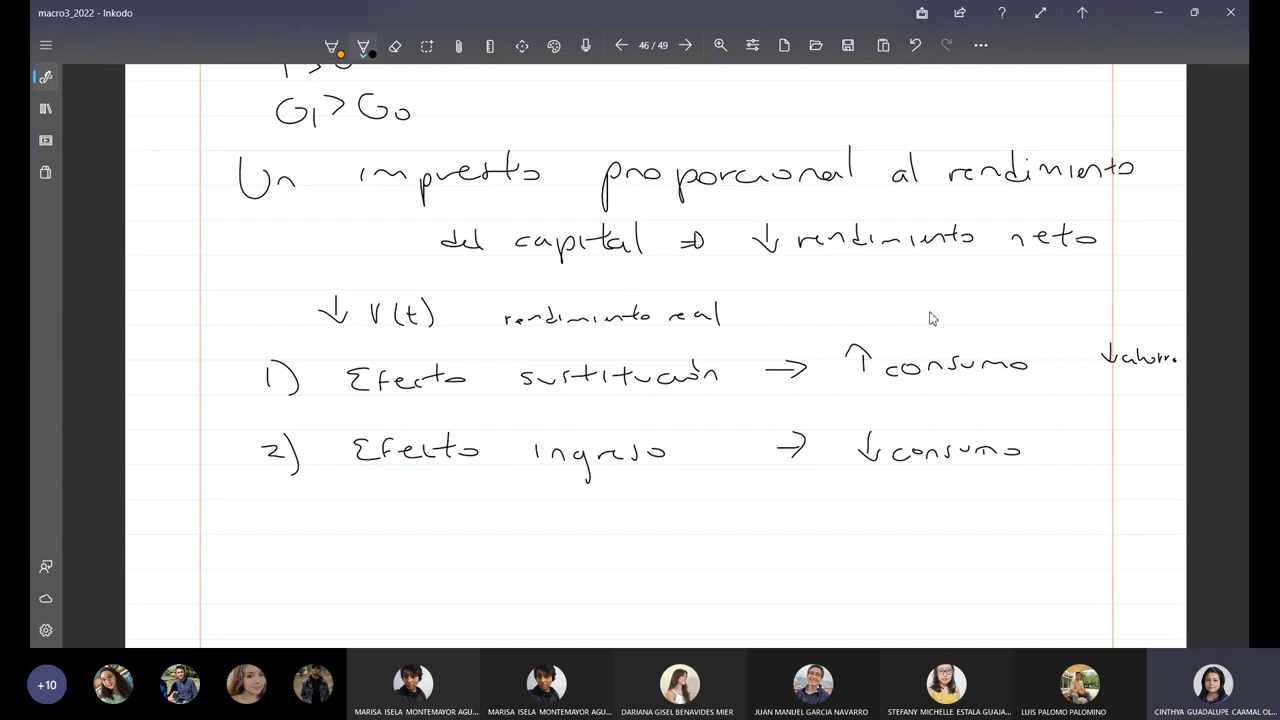 macro3_2022 - Inkodo
46 / 49
G1 > G0
Un impuesto proporcional al rendimiento
del capital ⇒ ↓ rendimiento neto
↓ r(t) rendimiento real
1) Efecto sustitución → ↑ consumo ↓ ahorro
2) Efecto ingreso → ↓ consumo
+10
MARISA ISELA MONTEMAYOR AGU...
MARISA ISELA MONTEMAYOR AGU...
DARIANA GISEL BENAVIDES MIER
JUAN MANUEL GARCIA NAVARRO
STEFANY MICHELLE ESTALA GUAJA...
LUIS PALOMO PALOMINO
CINTHYA GUADALUPE CAAMAL OL...